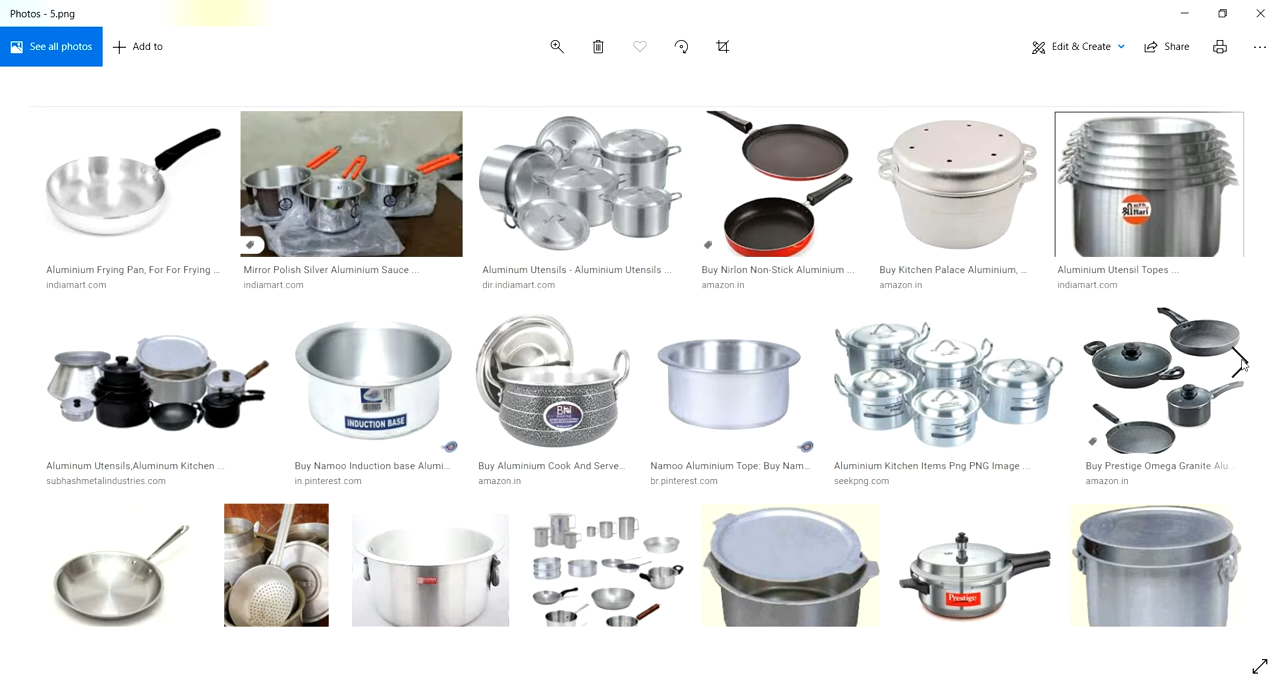 Photos - 5.png
See all photos
Add to
Edit & Create
Share
Aluminium Frying Pan, For For Frying ...
indiamart.com
Mirror Polish Silver Aluminium Sauce ...
indiamart.com
Aluminum Utensils - Aluminium Utensils ...
dir.indiamart.com
Buy Nirlon Non-Stick Aluminium ...
amazon.in
Buy Kitchen Palace Aluminium, ...
amazon.in
Aluminium Utensil Topes ...
indiamart.com
INDUCTION BASE
Aluminum Utensils,Aluminum Kitchen ...
subhashmetalindustries.com
Buy Namoo Induction base Alumi...
in.pinterest.com
Buy Aluminium Cook And Serve...
amazon.in
Namoo Aluminium Tope: Buy Nam...
br.pinterest.com
Aluminium Kitchen Items Png PNG Image ...
seekpng.com
Buy Prestige Omega Granite Alu...
amazon.in
Prestige